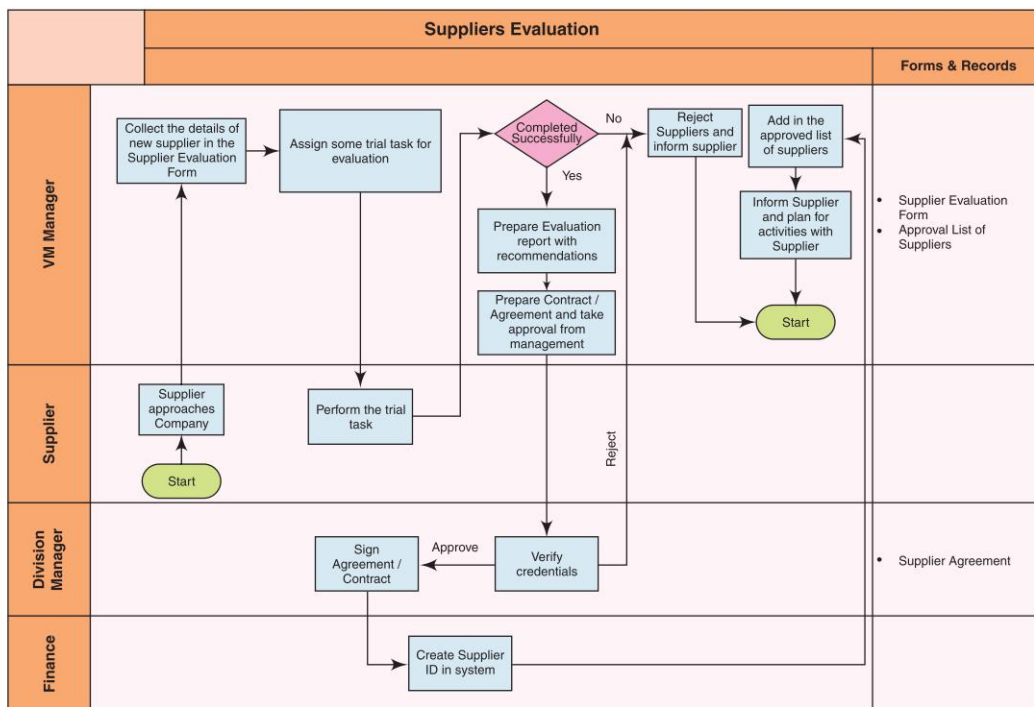 Suppliers Evaluation
Forms & Records
VM Manager
Collect the details of
new supplier in the
Supplier Evaluation
Form
Assign some trial task for
evaluation
Completed
Successfully
No
Yes
Reject
Suppliers and
inform supplier
Add in the
approved list
of suppliers
Prepare Evaluation
report with
recommendations
Inform Supplier
and plan for
activities with
Supplier
Prepare Contract /
Agreement and take
approval from
management
Start
• Supplier Evaluation
Form
• Approval List of
Suppliers
Supplier
Supplier
approaches
Company
Start
Perform the trial
task
Reject
Division
Manager
Sign
Agreement /
Contract
Approve
Verify
credentials
• Supplier Agreement
Finance
Create Supplier
ID in system